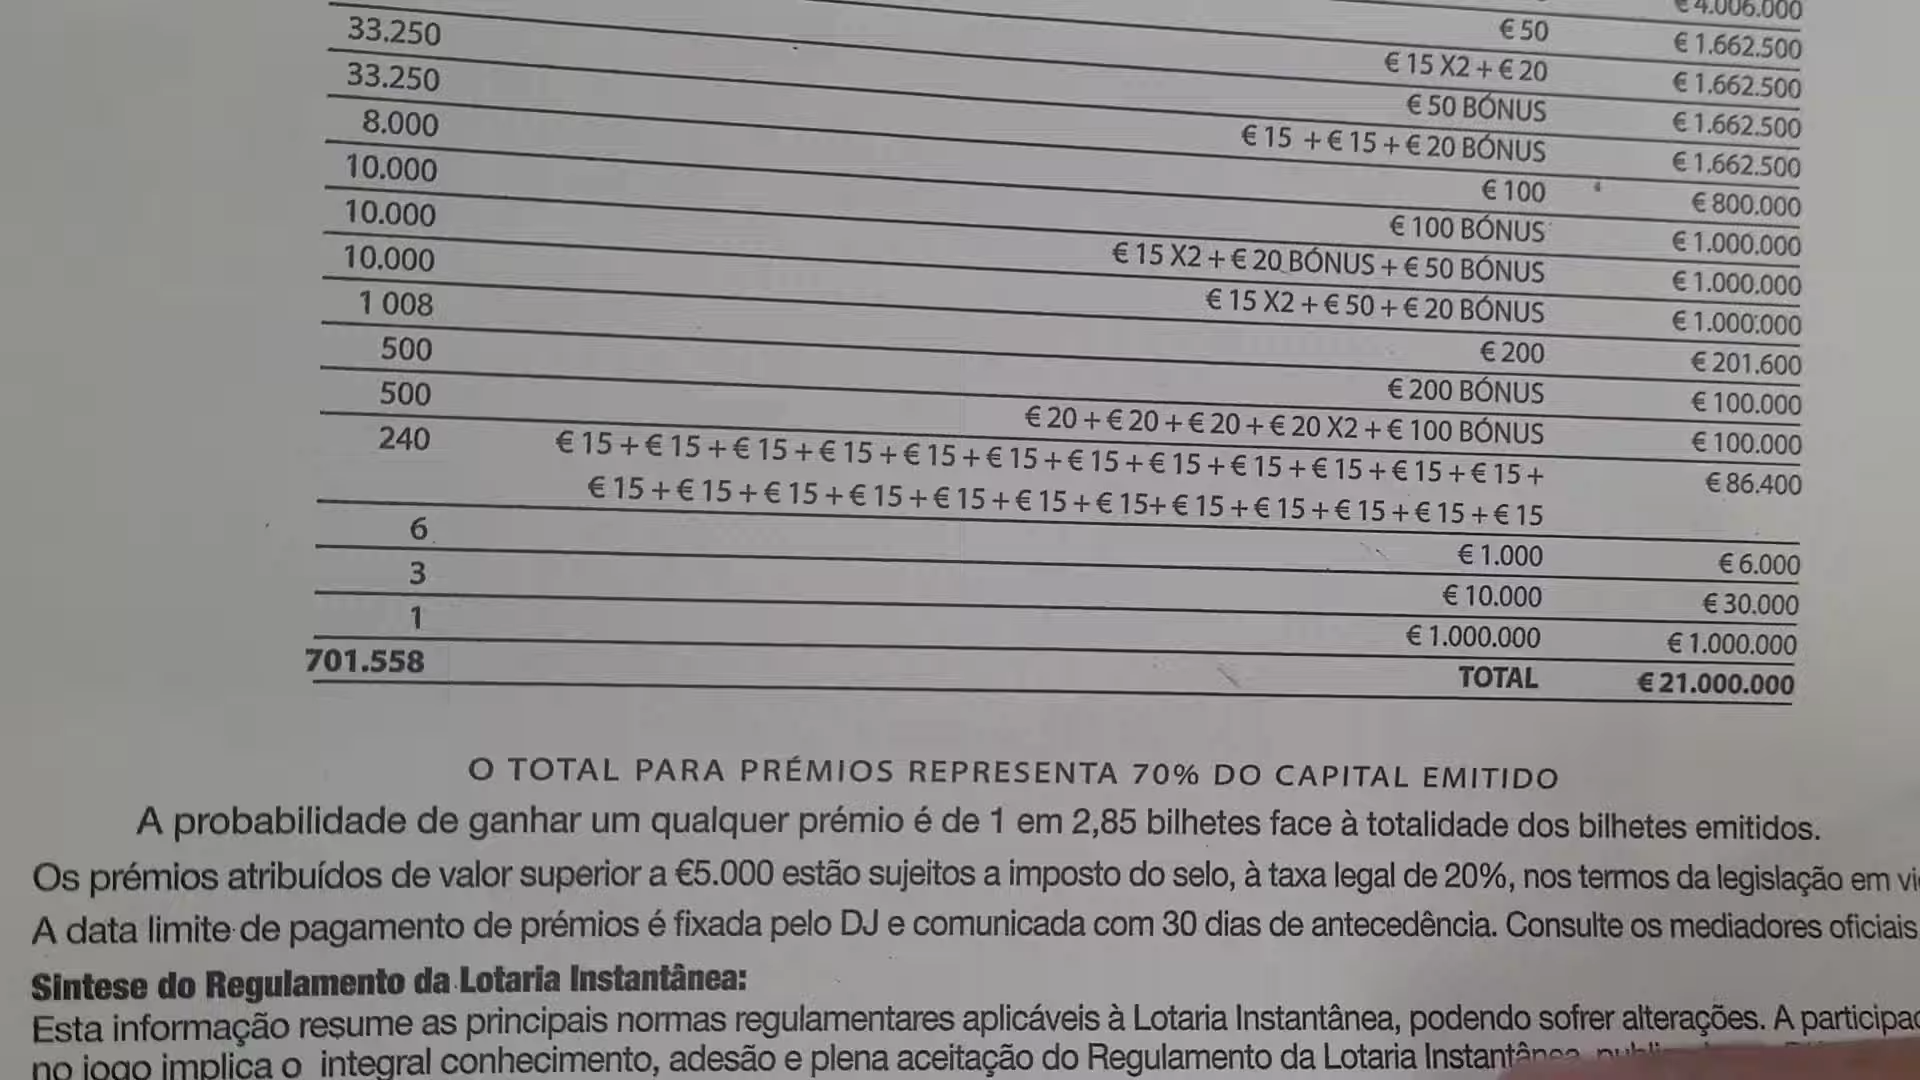 € 4.006.000
€ 50 € 1.662.500
€ 15 X2 + € 20 € 1.662.500
33.250 € 50 BÓNUS € 1.662.500
33.250 € 15 + € 15 + € 20 BÓNUS € 1.662.500
8.000 € 100 € 800.000
10.000 € 100 BÓNUS € 1.000.000
10.000 € 15 X2 + € 20 BÓNUS + € 50 BÓNUS € 1.000.000
10.000 € 15 X2 + € 50 + € 20 BÓNUS € 1.000.000
1 008 € 200 € 201.600
500 € 200 BÓNUS € 100.000
500 € 20 + € 20 + € 20 + € 20 X2 + € 100 BÓNUS € 100.000
240 € 15 + € 15 + € 15 + € 15 + € 15 + € 15 + € 15 + € 15 + € 15 + € 15 + € 15 + € 15 + € 86.400
€ 15 + € 15 + € 15 + € 15 + € 15 + € 15 + € 15+ € 15 + € 15 + € 15 + € 15 + € 15
6 € 1.000 € 6.000
3 € 10.000 € 30.000
1 € 1.000.000 € 1.000.000
701.558 TOTAL € 21.000.000
O TOTAL PARA PRÉMIOS REPRESENTA 70% DO CAPITAL EMITIDO
A probabilidade de ganhar um qualquer prémio é de 1 em 2,85 bilhetes face à totalidade dos bilhetes emitidos.
Os prémios atribuídos de valor superior a €5.000 estão sujeitos a imposto do selo, à taxa legal de 20%, nos termos da legislação em
A data limite de pagamento de prémios é fixada pelo DJ e comunicada com 30 dias de antecedência. Consulte os mediadores oficiais
Síntese do Regulamento da Lotaria Instantânea:
Esta informação resume as principais normas regulamentares aplicáveis à Lotaria Instantânea, podendo sofrer alterações. A
no jogo implica o integral conhecimento, adesão e plena aceitação do Regulamento da Lotaria Instantânea